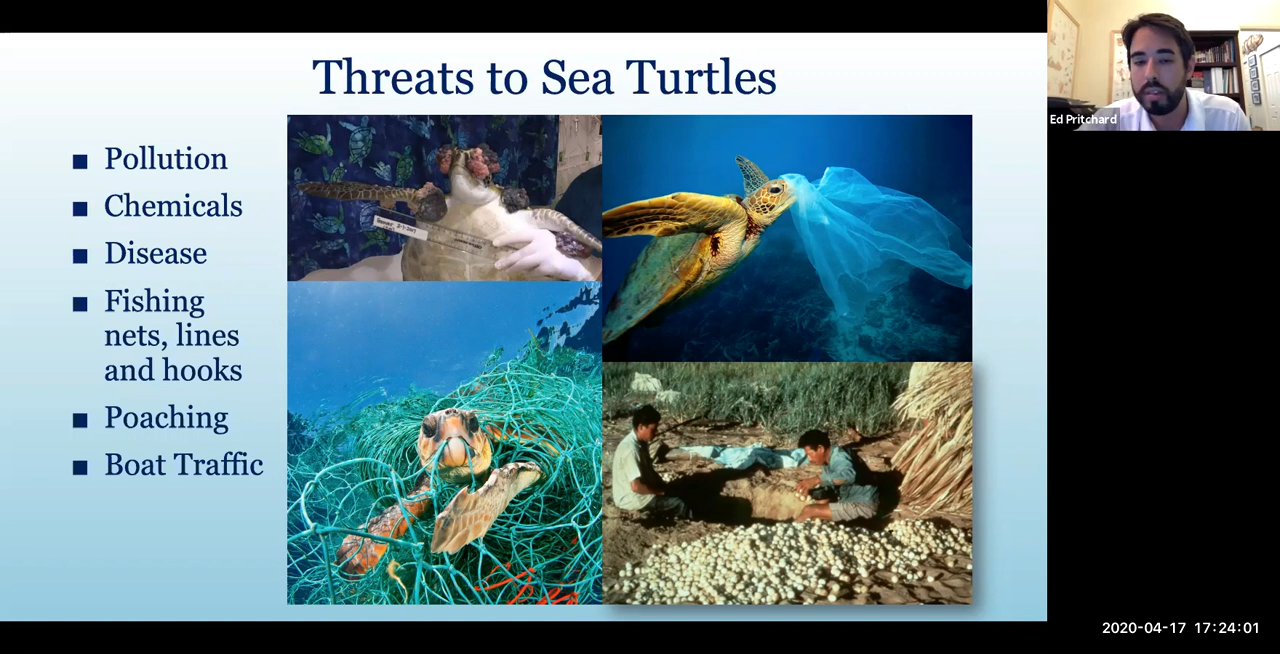 Threats to Sea Turtles
Pollution
Chemicals
Disease
Fishing
nets, lines
and hooks
Poaching
Boat Traffic
Ed Pritchard
2020-04-17 17:24:01